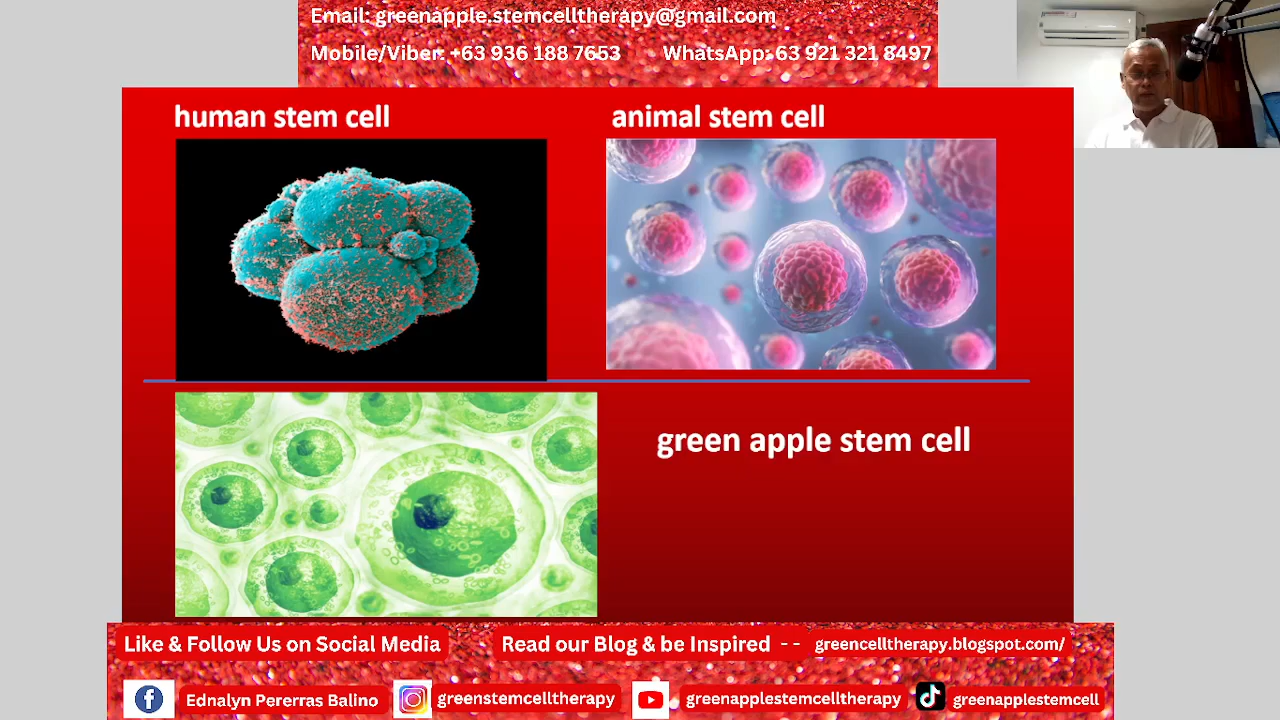 Email: greenapple.stemcelltherapy@gmail.com
Mobile/Viber: +63 936 188 7653 WhatsApp: 63 921 321 8497
human stem cell
animal stem cell
green apple stem cell
Like & Follow Us on Social Media
Read our Blog & be Inspired - - greencelltherapy.blogspot.com/
Ednalyn Pererras Balino
greenstemcelltherapy
greenapplestemcelltherapy
greenapplestemcell